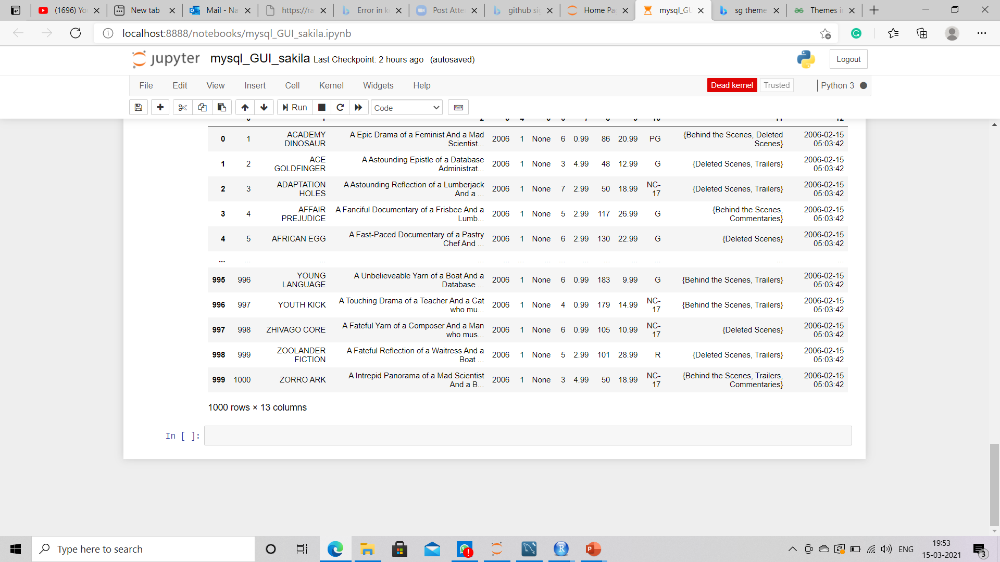 (1696) Yo
New tab
Mail - Na
https://ra
Error in k
Post Atte
github sig
Home Pa
mysql_GU
sg theme
Themes in
localhost:8888/notebooks/mysql_GUI_sakila.ipynb
jupyter mysql_GUI_sakila Last Checkpoint: 2 hours ago (autosaved)
Logout
File Edit View Insert Cell Kernel Widgets Help
Dead kernel Trusted Python 3
Run Code
0 1 ACADEMY DINOSAUR A Epic Drama of a Feminist And a Mad Scientist... 2006 1 None 6 0.99 86 20.99 PG {Behind the Scenes, Deleted Scenes} 2006-02-15 05:03:42
1 2 ACE GOLDFINGER A Astounding Epistle of a Database Administrat... 2006 1 None 3 4.99 48 12.99 G {Deleted Scenes, Trailers} 2006-02-15 05:03:42
2 3 ADAPTATION HOLES A Astounding Reflection of a Lumberjack And a ... 2006 1 None 7 2.99 50 18.99 NC-17 {Deleted Scenes, Trailers} 2006-02-15 05:03:42
3 4 AFFAIR PREJUDICE A Fanciful Documentary of a Frisbee And a Lumb... 2006 1 None 5 2.99 117 26.99 G {Behind the Scenes, Commentaries} 2006-02-15 05:03:42
4 5 AFRICAN EGG A Fast-Paced Documentary of a Pastry Chef And ... 2006 1 None 6 2.99 130 22.99 G {Deleted Scenes} 2006-02-15 05:03:42
... ... ... ... ... ... ... ... ... ... ... ... ... ...
995 996 YOUNG LANGUAGE A Unbelieveable Yarn of a Boat And a Database ... 2006 1 None 6 0.99 183 9.99 G {Behind the Scenes, Trailers} 2006-02-15 05:03:42
996 997 YOUTH KICK A Touching Drama of a Teacher And a Cat who mu... 2006 1 None 4 0.99 179 14.99 NC-17 {Behind the Scenes, Trailers} 2006-02-15 05:03:42
997 998 ZHIVAGO CORE A Fateful Yarn of a Composer And a Man who mus... 2006 1 None 6 0.99 105 10.99 NC-17 {Deleted Scenes} 2006-02-15 05:03:42
998 999 ZOOLANDER FICTION A Fateful Reflection of a Waitress And a Boat ... 2006 1 None 5 2.99 101 28.99 R {Deleted Scenes, Trailers} 2006-02-15 05:03:42
999 1000 ZORRO ARK A Intrepid Panorama of a Mad Scientist And a B... 2006 1 None 3 4.99 50 18.99 NC-17 {Behind the Scenes, Trailers, Commentaries} 2006-02-15 05:03:42
1000 rows × 13 columns
In [ ]:
Type here to search
ENG
19:53
15-03-2021
3